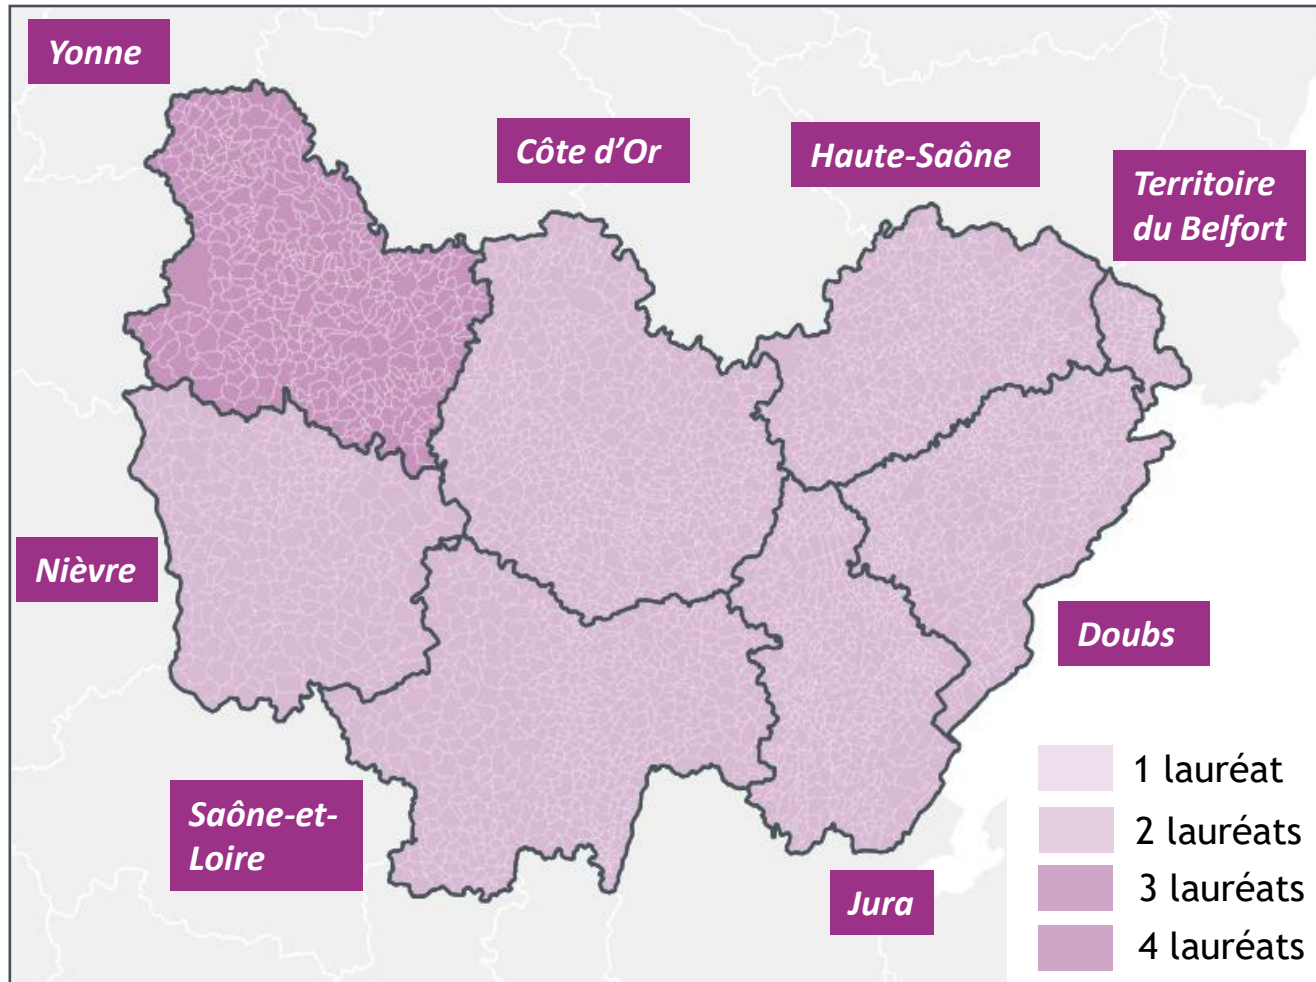 Yonne
Côte d’Or
Haute-Saône
Territoire
du Belfort
Nièvre
Doubs
Saône-et-
Loire
Jura
1 lauréat
2 lauréats
3 lauréats
4 lauréats